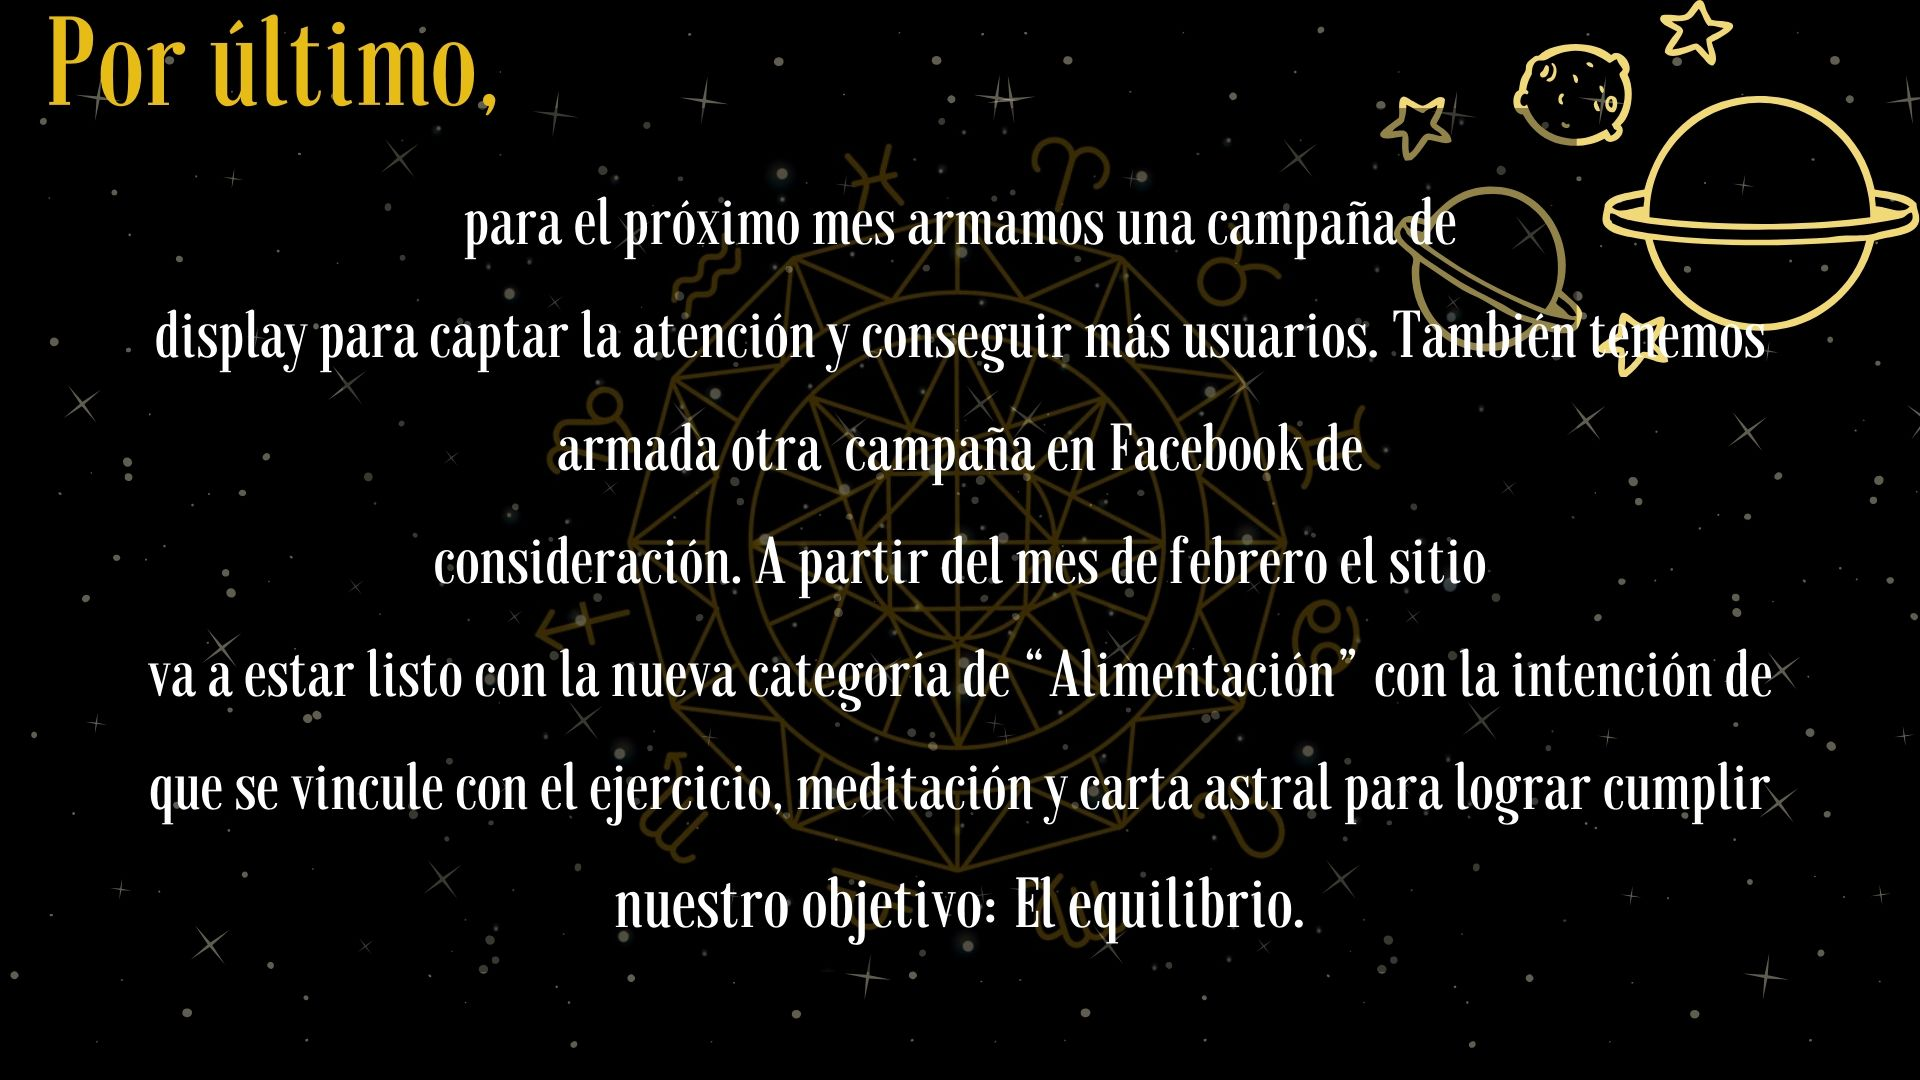 Por último,
para el próximo mes armamos una campaña de
display para captar la atención y conseguir más usuarios. También tenemos
armada otra  campaña en Facebook de
consideración. A partir del mes de febrero el sitio
va a estar listo con la nueva categoría de “Alimentación” con la intención de
que se vincule con el ejercicio, meditación y carta astral para lograr cumplir
nuestro objetivo: El equilibrio.